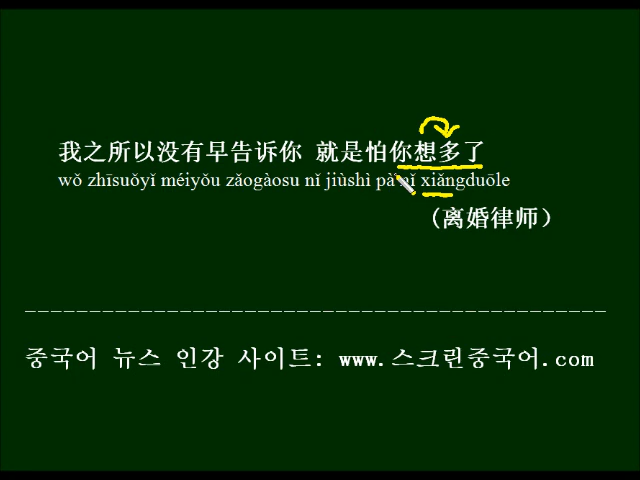 我之所以没有早告诉你 就是怕你想多了
wǒ zhīsuǒyǐ méiyǒu zǎogàosu nǐ jiùshì pà nǐ xiǎngduōle
(离婚律师)
중국어 뉴스 인강 사이트: www.스크린중국어.com